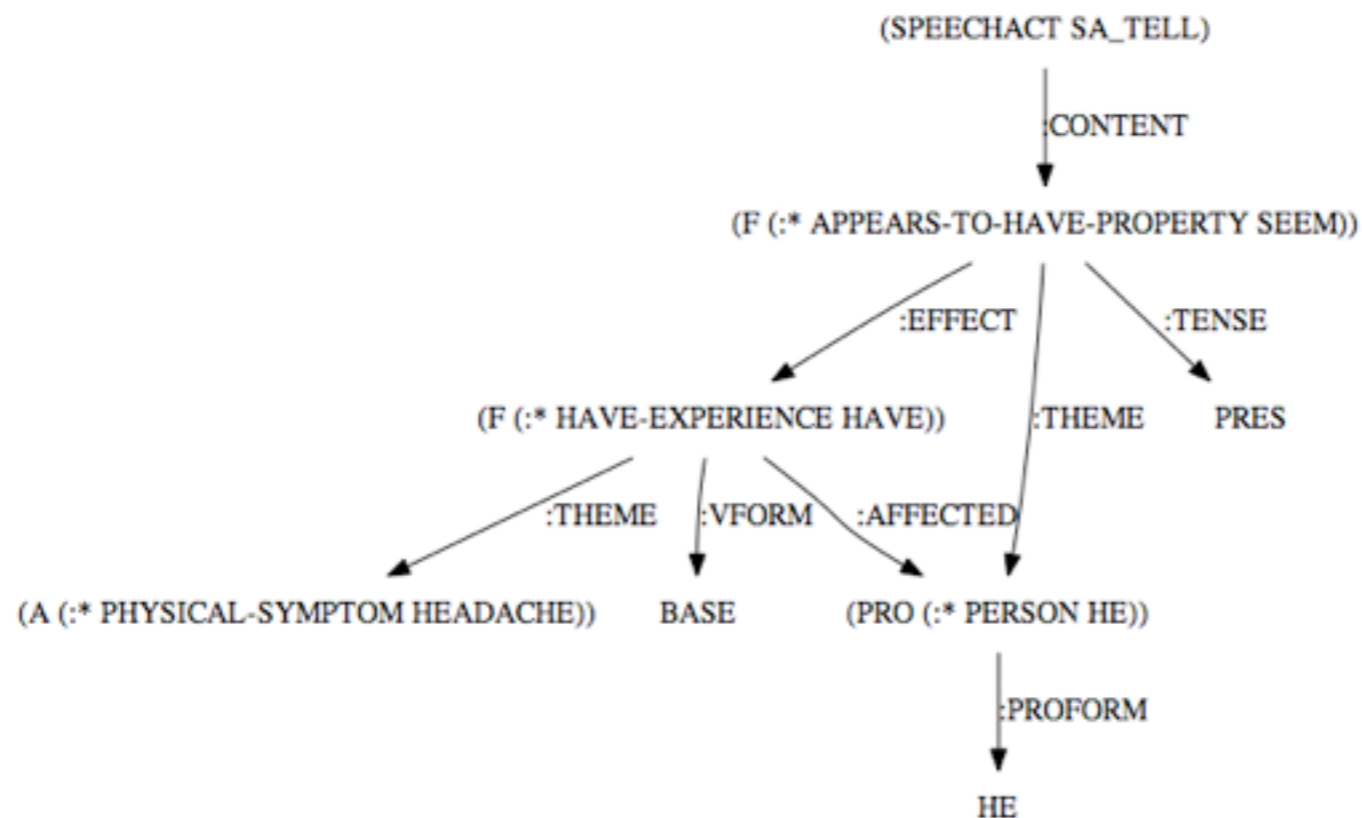 (SPEECHACT SA_TELL)
:CONTENT
(F (:* APPEARS-TO-HAVE-PROPERTY SEEM))
:EFFECT
:TENSE
(F (:* HAVE-EXPERIENCE HAVE))
:THEME
PRES
:THEME
:VFORM
:AFFECTED
(A (:* PHYSICAL-SYMPTOM HEADACHE))
BASE
(PRO (:* PERSON HE))
:PROFORM
HE